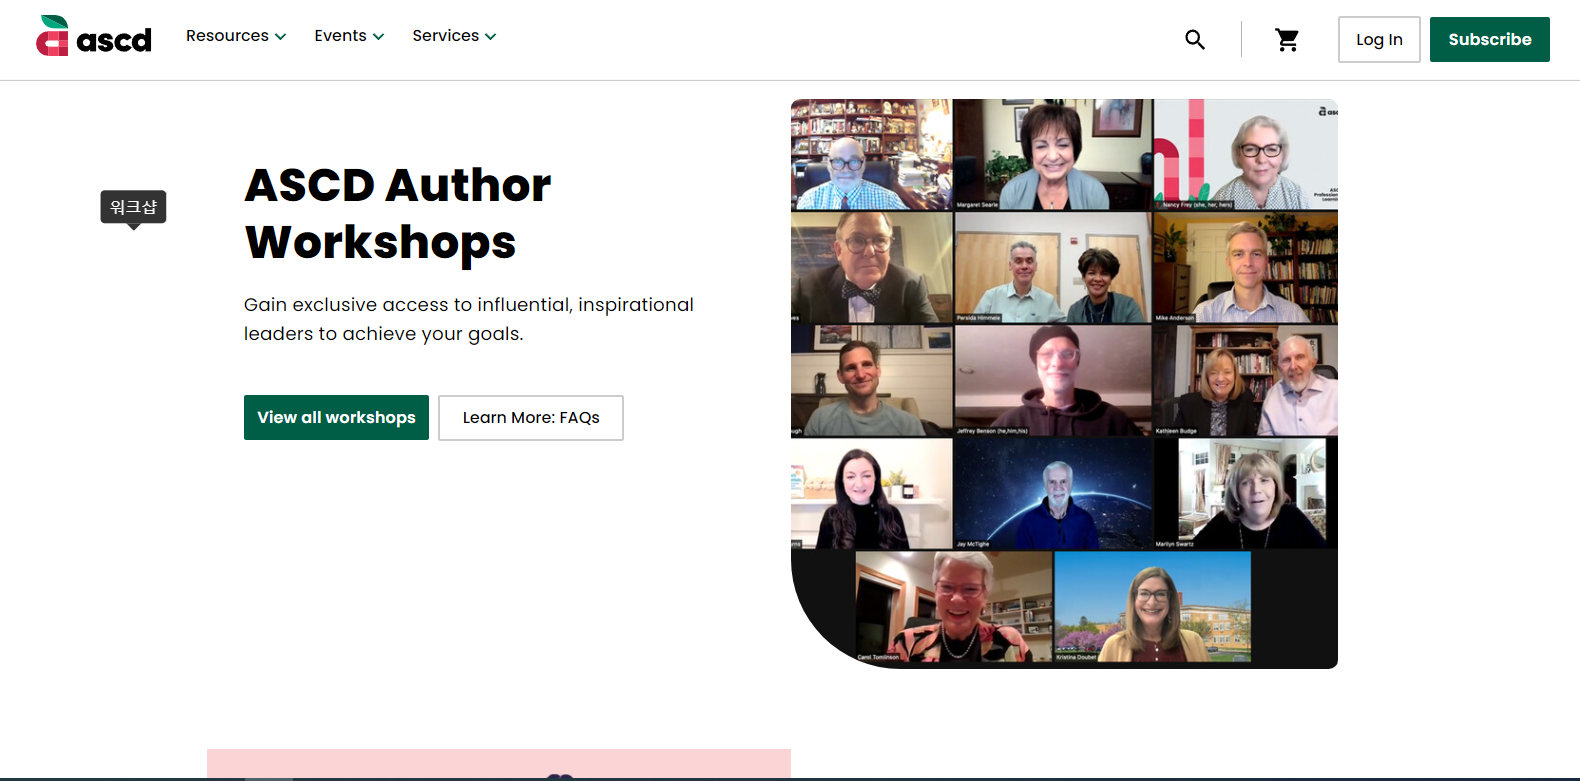 ascd
Resources
Events
Services
Log In
Subscribe
워크샵
ASCD Author
Workshops
Gain exclusive access to influential, inspirational
leaders to achieve your goals.
View all workshops
Learn More: FAQs
Margaret Searle
Nancy Frey (she, her, hers)
Persida Himmele
Mike Anderson
Jeffrey Benson (he,him,his)
Kathleen Budge
Jay McTighe
Marilyn Swartz
Carol Tomlinson
Kristina Doubet